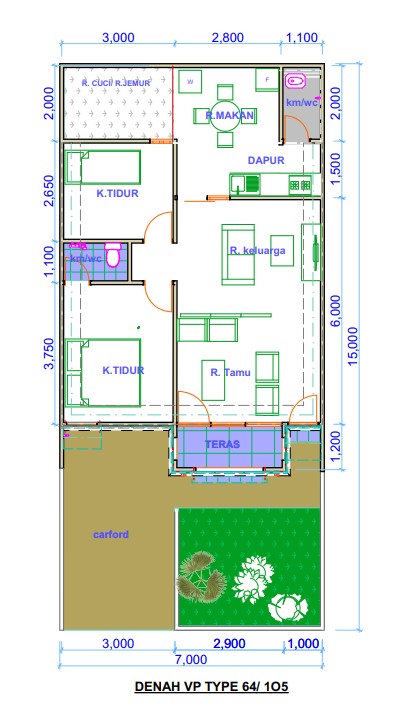 3,000 2,800 1,100
R. CUCI/ R.JEMUR
W
F
km/wc
R.MAKAN
2,000
2,000
DAPUR
1,500
K.TIDUR
2,650
R. keluarga
km/wc
1,100
6,000
15,000
3,750
K.TIDUR
R. Tamu
TERAS
1,200
carford
3,000 2,900 1,000
7,000
DENAH VP TYPE 64/ 1O5